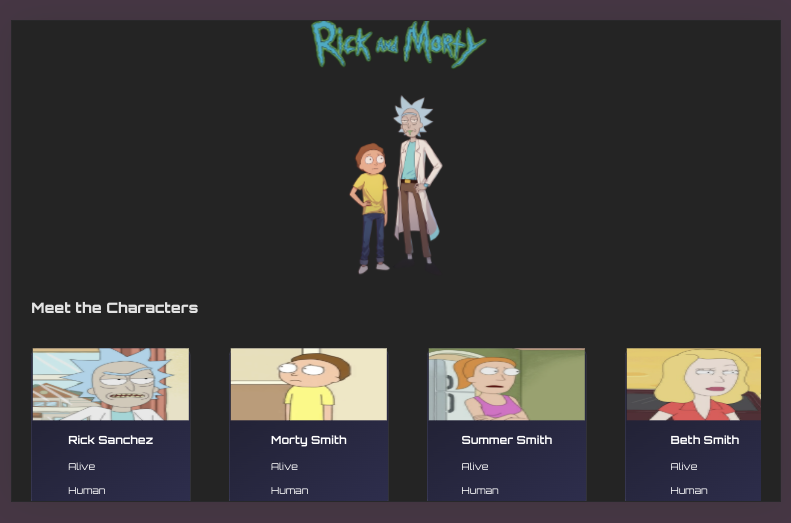 Rick and Morty
Meet the Characters
Rick Sanchez
Alive
Human
Morty Smith
Alive
Human
Summer Smith
Alive
Human
Beth Smith
Alive
Human